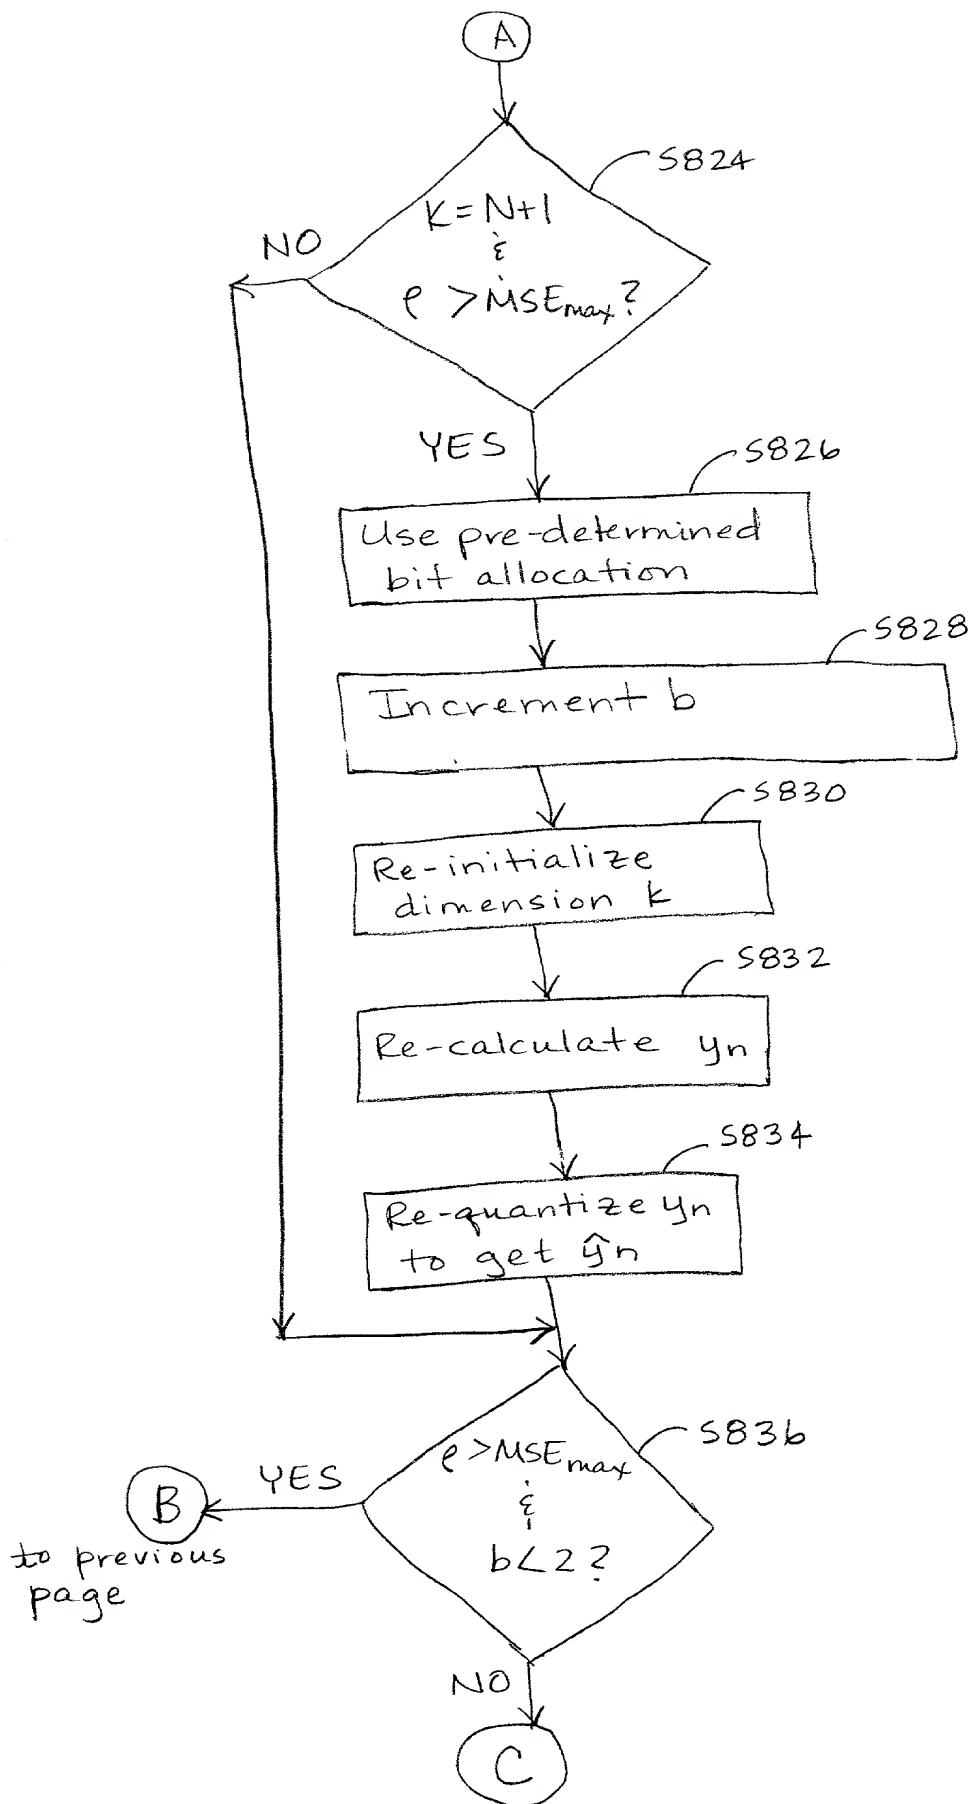 A
S824
K=N+1
&
ρ >MSEmax?
NO
YES
S826
Use pre-determined
bit allocation
S828
Increment b
S830
Re-initialize
dimension k
S832
Re-calculate yn
S834
Re-quantize yn
to get ŷn
S836
ρ>MSEmax
&
b<2?
YES
B
to previous
page
NO
C